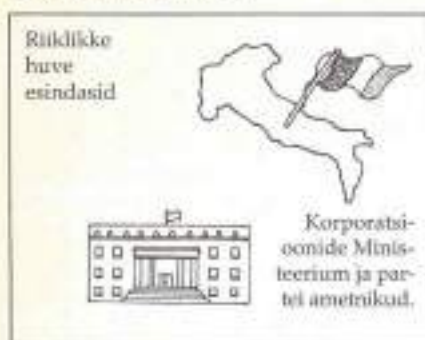 Riiklikke
huve
esindasid
Korporatsi-
oonide Minis-
teerium ja par-
tei ametnikud.